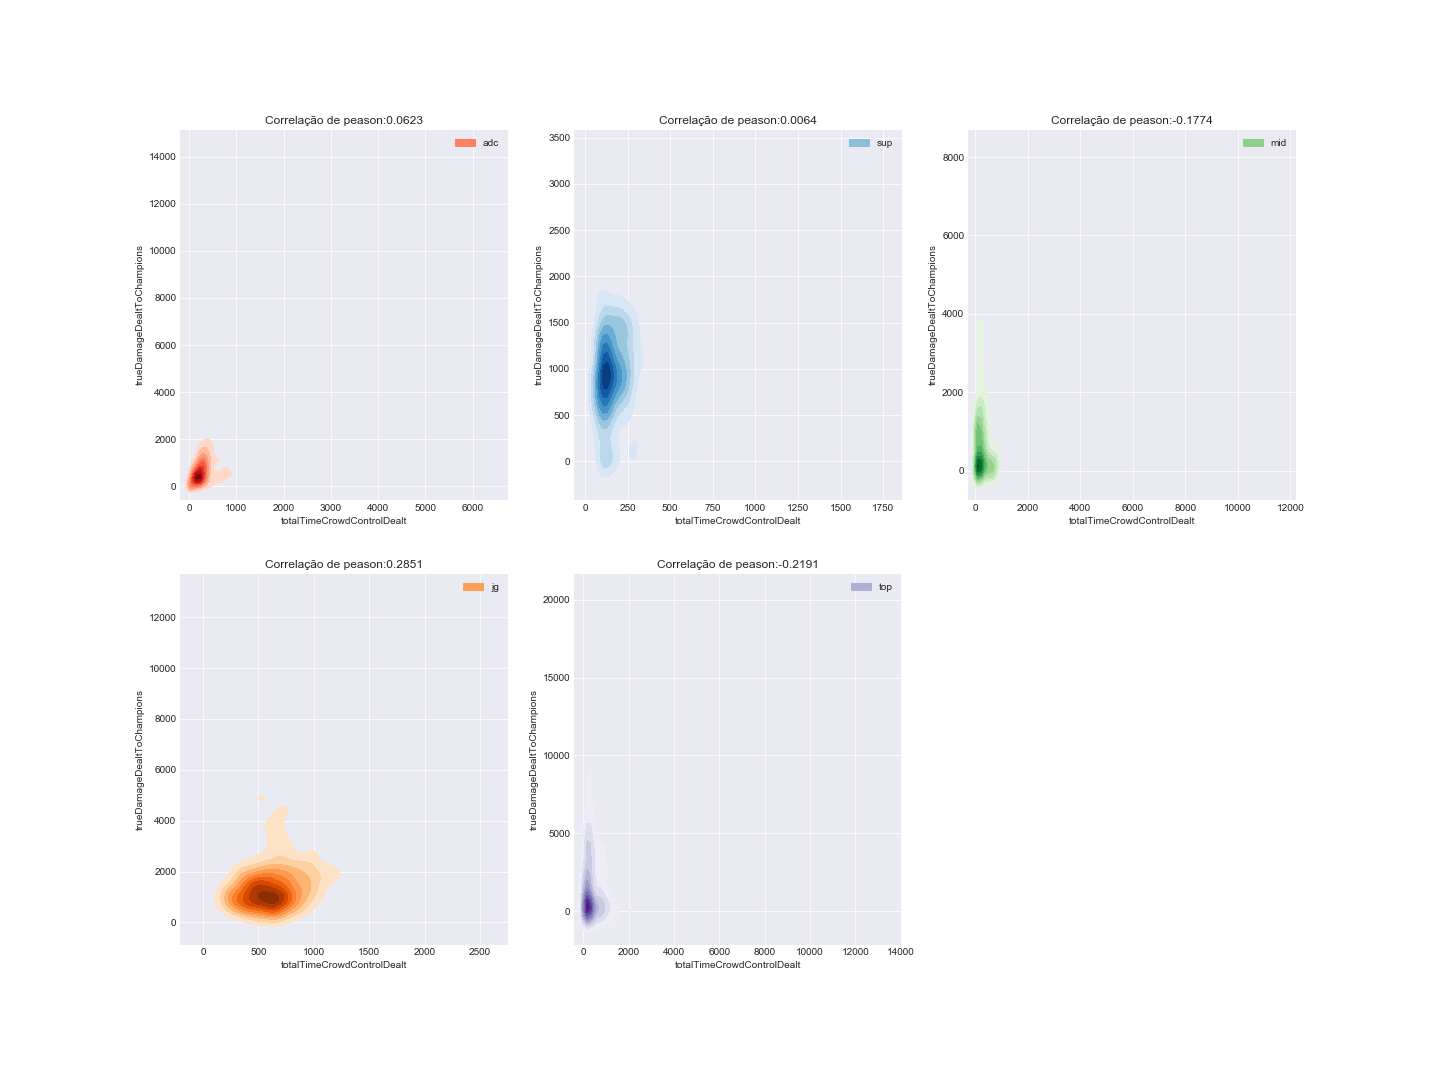 Correlação de peason:0.0623
adc
14000
12000
10000
8000
6000
4000
2000
0
trueDamageDealtToChampions
0 1000 2000 3000 4000 5000 6000
totalTimeCrowdControlDealt
Correlação de peason:0.0064
sup
3500
3000
2500
2000
1500
1000
500
0
trueDamageDealtToChampions
0 250 500 750 1000 1250 1500 1750
totalTimeCrowdControlDealt
Correlação de peason:-0.1774
mid
8000
6000
4000
2000
0
trueDamageDealtToChampions
0 2000 4000 6000 8000 10000 12000
totalTimeCrowdControlDealt
Correlação de peason:0.2851
jg
12000
10000
8000
6000
4000
2000
0
trueDamageDealtToChampions
0 500 1000 1500 2000 2500
totalTimeCrowdControlDealt
Correlação de peason:-0.2191
top
20000
15000
10000
5000
0
trueDamageDealtToChampions
0 2000 4000 6000 8000 10000 12000 14000
totalTimeCrowdControlDealt